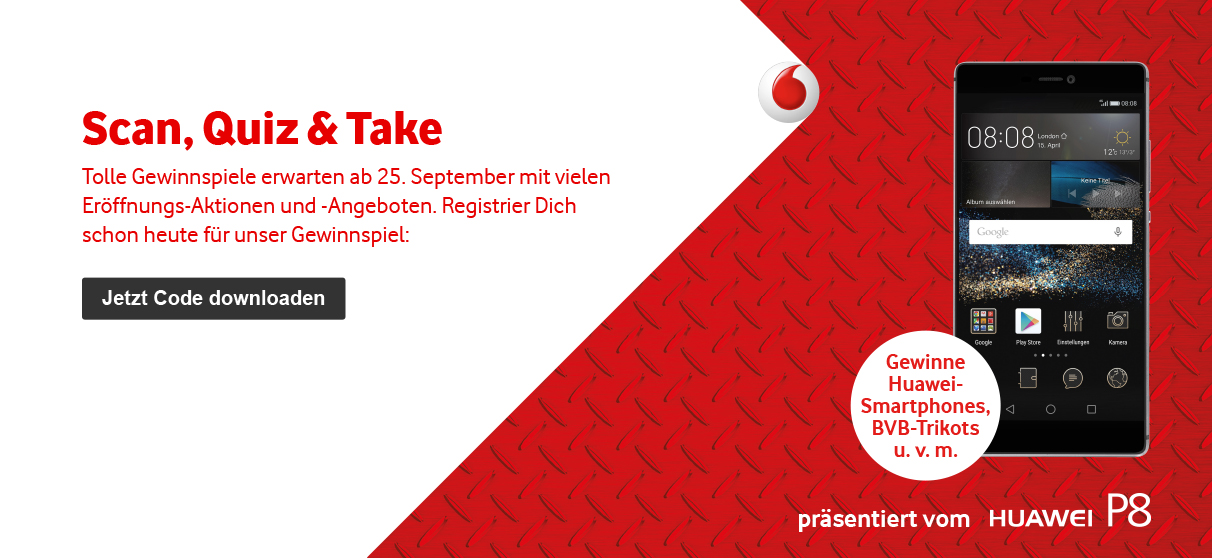 Scan, Quiz & Take
Tolle Gewinnspiele erwarten ab 25. September mit vielen
Eröffnungs-Aktionen und -Angeboten. Registrier Dich
schon heute für unser Gewinnspiel:
Jetzt Code downloaden
08:08
08:08
London
15. April
12°c
Keine Titel
Album auswählen
Google
Google
Play Store
Einstellungen
Kamera
Gewinne
Huawei-
Smartphones,
BVB-Trikots
u. v. m.
präsentiert vom HUAWEI P8